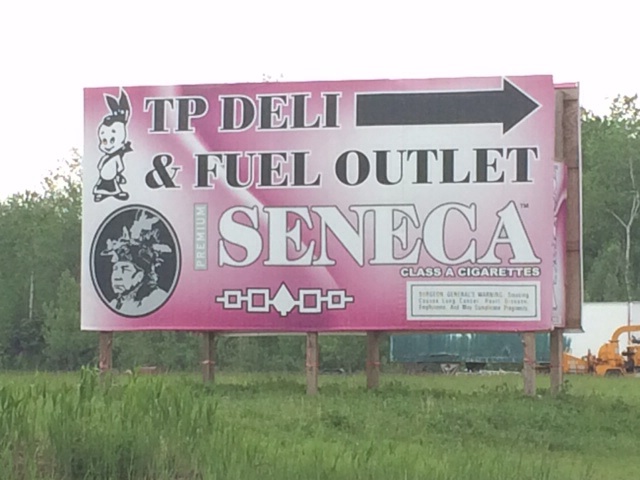 TP DELI
& FUEL OUTLET
PREMIUM
SENECA™
CLASS A CIGARETTES
SURGEON GENERAL'S WARNING: Smoking
Causes Lung Cancer, Heart Disease,
Emphysema, And May Complicate Pregnancy.